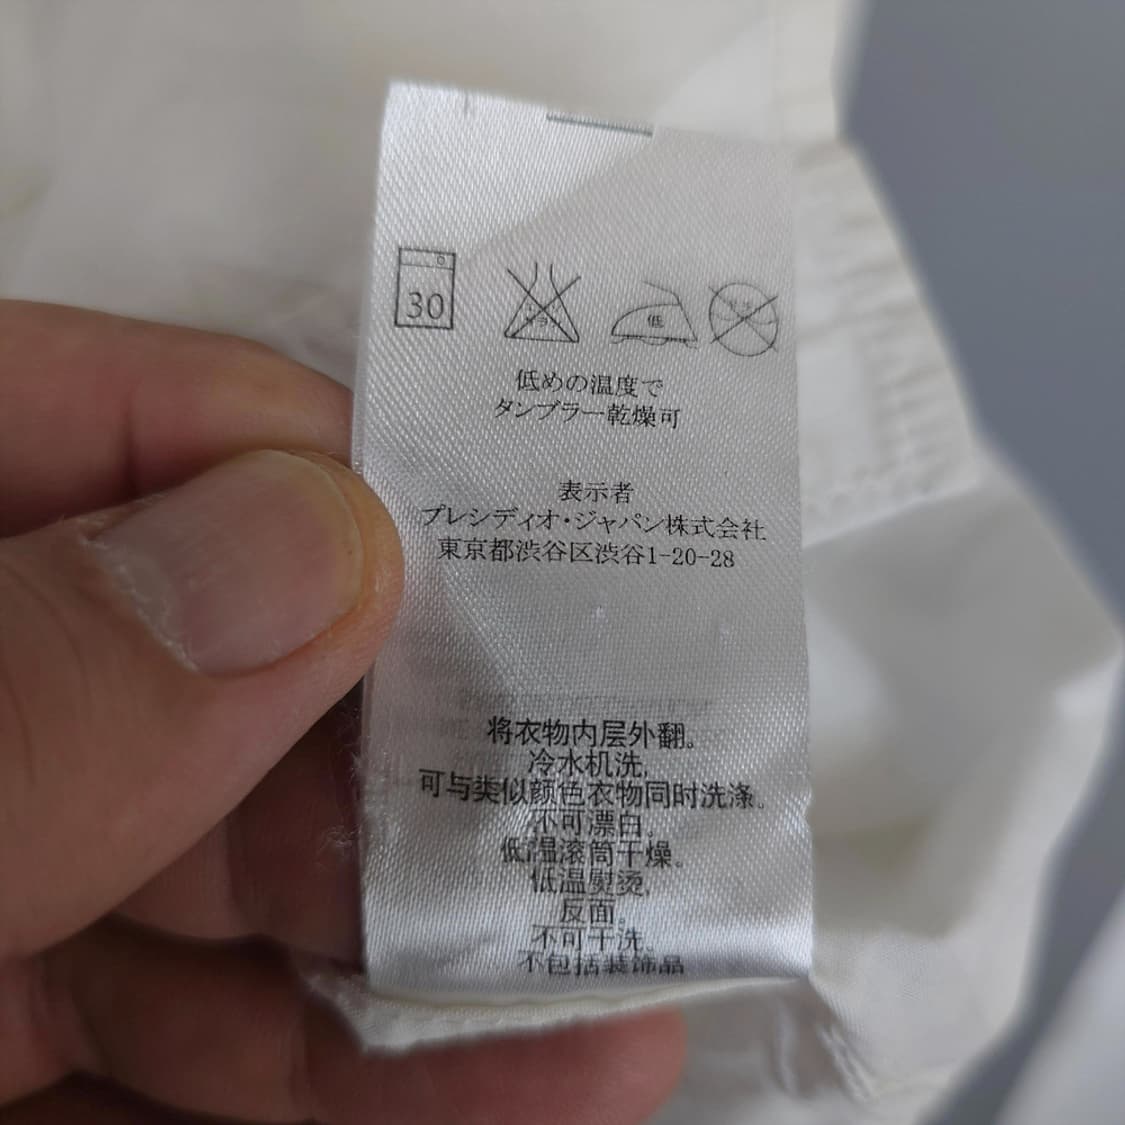 30
低
低めの温度で
タンブラー乾燥可
表示者
プレシディオ・ジャパン株式会社
東京都渋谷区渋谷1-20-28
将衣物内层外翻。
冷水机洗,
可与类似颜色衣物同时洗涤。
不可漂白。
低温滚筒干燥。
低温熨烫,
反面。
不可干洗。
不包括装饰品